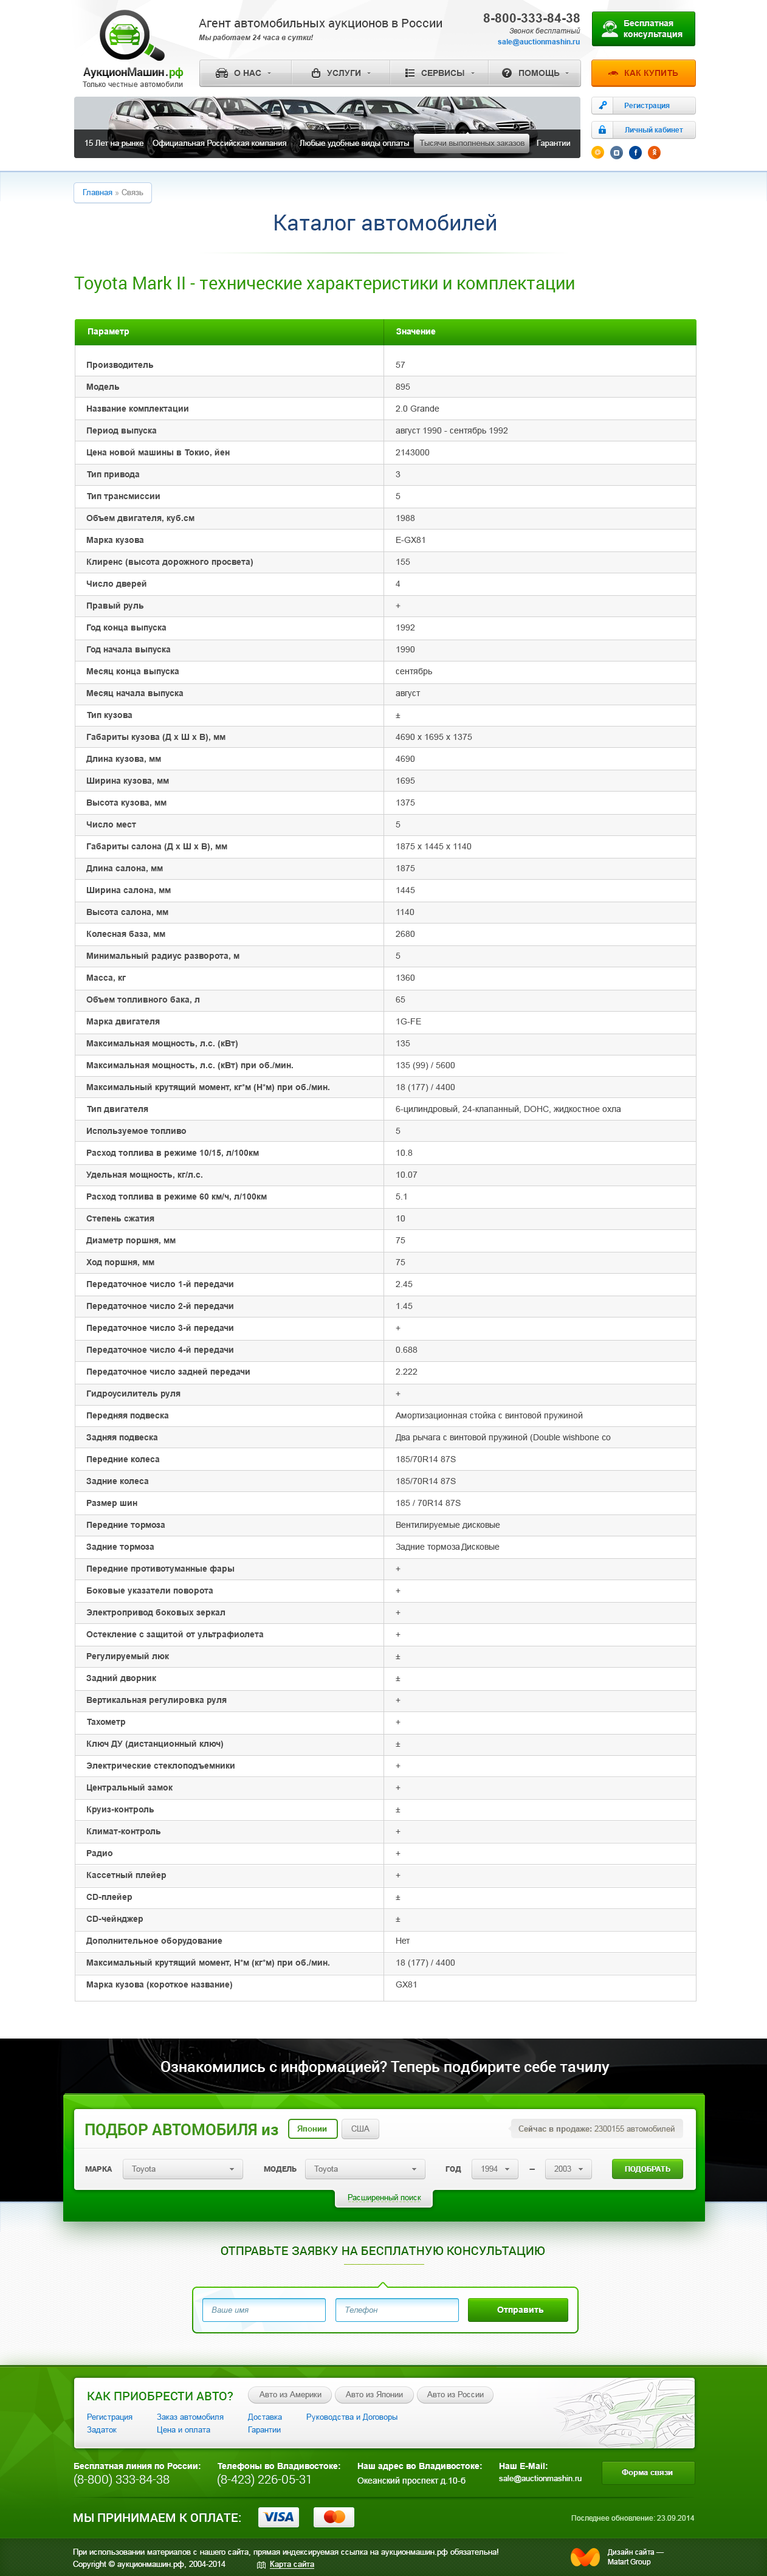 АукционМашин.рф
Только честные автомобили
Агент автомобильных аукционов в России
Мы работаем 24 часа в сутки!
8-800-333-84-38
Звонок бесплатный
sale@auctionmashin.ru
Бесплатная
консультация
О НАС
УСЛУГИ
СЕРВИСЫ
ПОМОЩЬ
КАК КУПИТЬ
15 Лет на рынке
Официальная Российская компания
Любые удобные виды оплаты
Тысячи выполненых заказов
Гарантии
Регистрация
Личный кабинет
Главная » Связь
Каталог автомобилей
Toyota Mark II - технические характеристики и комплектации
Параметр Значение
Производитель 57
Модель 895
Название комплектации 2.0 Grande
Период выпуска август 1990 - сентябрь 1992
Цена новой машины в Токио, йен 2143000
Тип привода 3
Тип трансмиссии 5
Объем двигателя, куб.см 1988
Марка кузова E-GX81
Клиренс (высота дорожного просвета) 155
Число дверей 4
Правый руль +
Год конца выпуска 1992
Год начала выпуска 1990
Месяц конца выпуска сентябрь
Месяц начала выпуска август
Тип кузова ±
Габариты кузова (Д x Ш x В), мм 4690 x 1695 x 1375
Длина кузова, мм 4690
Ширина кузова, мм 1695
Высота кузова, мм 1375
Число мест 5
Габариты салона (Д x Ш x В), мм 1875 x 1445 x 1140
Длина салона, мм 1875
Ширина салона, мм 1445
Высота салона, мм 1140
Колесная база, мм 2680
Минимальный радиус разворота, м 5
Масса, кг 1360
Объем топливного бака, л 65
Марка двигателя 1G-FE
Максимальная мощность, л.с. (кВт) 135
Максимальная мощность, л.с. (кВт) при об./мин. 135 (99) / 5600
Максимальный крутящий момент, кг*м (Н*м) при об./мин. 18 (177) / 4400
Тип двигателя 6-цилиндровый, 24-клапанный, DOHC, жидкостное охла
Используемое топливо 5
Расход топлива в режиме 10/15, л/100км 10.8
Удельная мощность, кг/л.с. 10.07
Расход топлива в режиме 60 км/ч, л/100км 5.1
Степень сжатия 10
Диаметр поршня, мм 75
Ход поршня, мм 75
Передаточное число 1-й передачи 2.45
Передаточное число 2-й передачи 1.45
Передаточное число 3-й передачи +
Передаточное число 4-й передачи 0.688
Передаточное число задней передачи 2.222
Гидроусилитель руля +
Передняя подвеска Амортизационная стойка с винтовой пружиной
Задняя подвеска Два рычага с винтовой пружиной (Double wishbone co
Передние колеса 185/70R14 87S
Задние колеса 185/70R14 87S
Размер шин 185 / 70R14 87S
Передние тормоза Вентилируемые дисковые
Задние тормоза Задние тормоза Дисковые
Передние противотуманные фары +
Боковые указатели поворота +
Электропривод боковых зеркал +
Остекление с защитой от ультрафиолета +
Регулируемый люк ±
Задний дворник ±
Вертикальная регулировка руля +
Тахометр +
Ключ ДУ (дистанционный ключ) ±
Электрические стеклоподъемники +
Центральный замок +
Круиз-контроль ±
Климат-контроль +
Радио +
Кассетный плейер +
CD-плейер ±
CD-чейнджер ±
Дополнительное оборудование Нет
Максимальный крутящий момент, Н*м (кг*м) при об./мин. 18 (177) / 4400
Марка кузова (короткое название) GX81
Ознакомились с информацией? Теперь подбирите себе тачилу
ПОДБОР АВТОМОБИЛЯ из
Японии
США
Сейчас в продаже: 2300155 автомобилей
МАРКА Toyota
МОДЕЛЬ Toyota
ГОД 1994 – 2003
ПОДОБРАТЬ
Расширенный поиск
ОТПРАВЬТЕ ЗАЯВКУ НА БЕСПЛАТНУЮ КОНСУЛЬТАЦИЮ
Ваше имя
Телефон
Отправить
КАК ПРИОБРЕСТИ АВТО?
Авто из Америки
Авто из Японии
Авто из России
Регистрация Заказ автомобиля Доставка Руководства и Договоры
Задаток Цена и оплата Гарантии
Бесплатная линия по России:
(8-800) 333-84-38
Телефоны во Владивостоке:
(8-423) 226-05-31
Наш адрес во Владивостоке:
Океанский проспект д.10-б
Наш E-Mail:
sale@auctionmashin.ru
Форма связи
МЫ ПРИНИМАЕМ К ОПЛАТЕ:
VISA
MasterCard
Последнее обновление: 23.09.2014
При использовании материалов с нашего сайта, прямая индексируемая ссылка на аукционмашин.рф обязательна!
Copyright © аукционмашин.рф, 2004-2014
Карта сайта
Дизайн сайта —
Matart Group